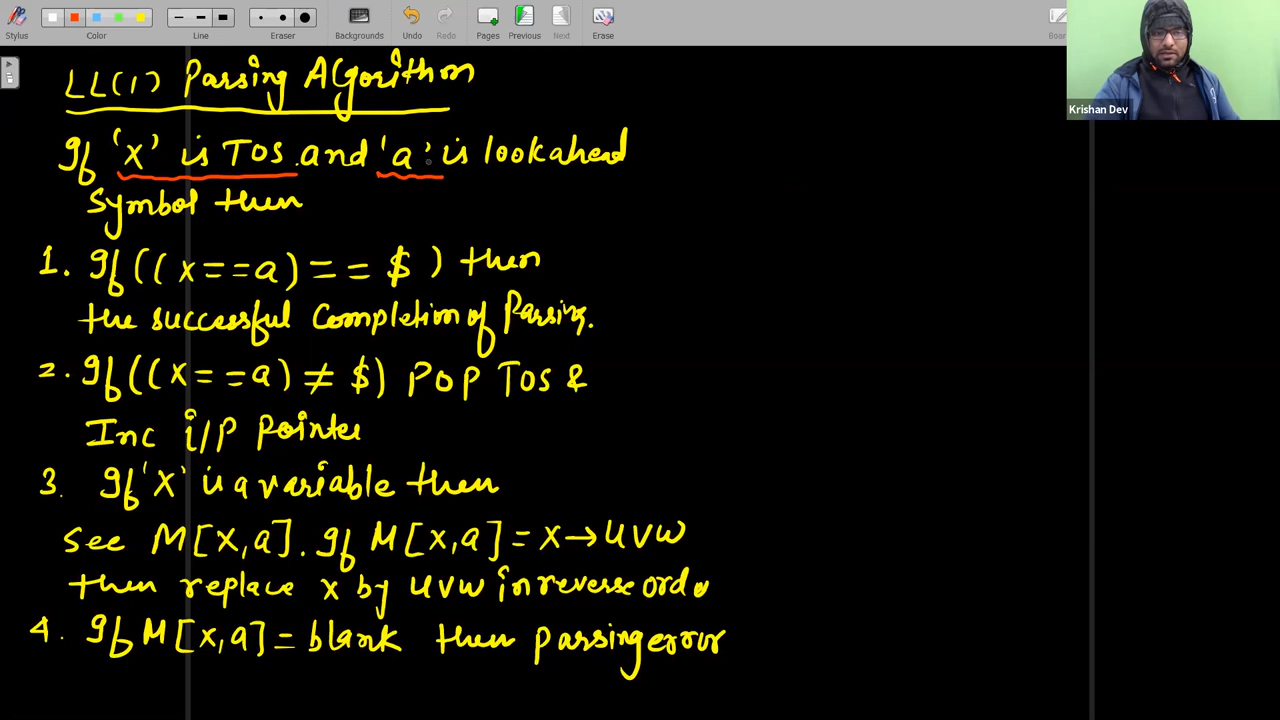 Stylus
Color
Line
Eraser
Backgrounds
Undo
Redo
Pages
Previous
Next
Erase
Boar
Krishan Dev
LL(1) Parsing Algorithm
If 'x' is TOS and 'a' is lookahead
Symbol then
1. If((x==a)==$) then
the successful Completion of Parsing.
2. If((x==a)≠$) POP TOS &
Inc i/p Pointer
3. If 'X' is a variable then
See M[X,a]. If M[x,a]=X→UVW
then replace x by UVW in reverse order
4. If M[x,a]=blank then parssing error